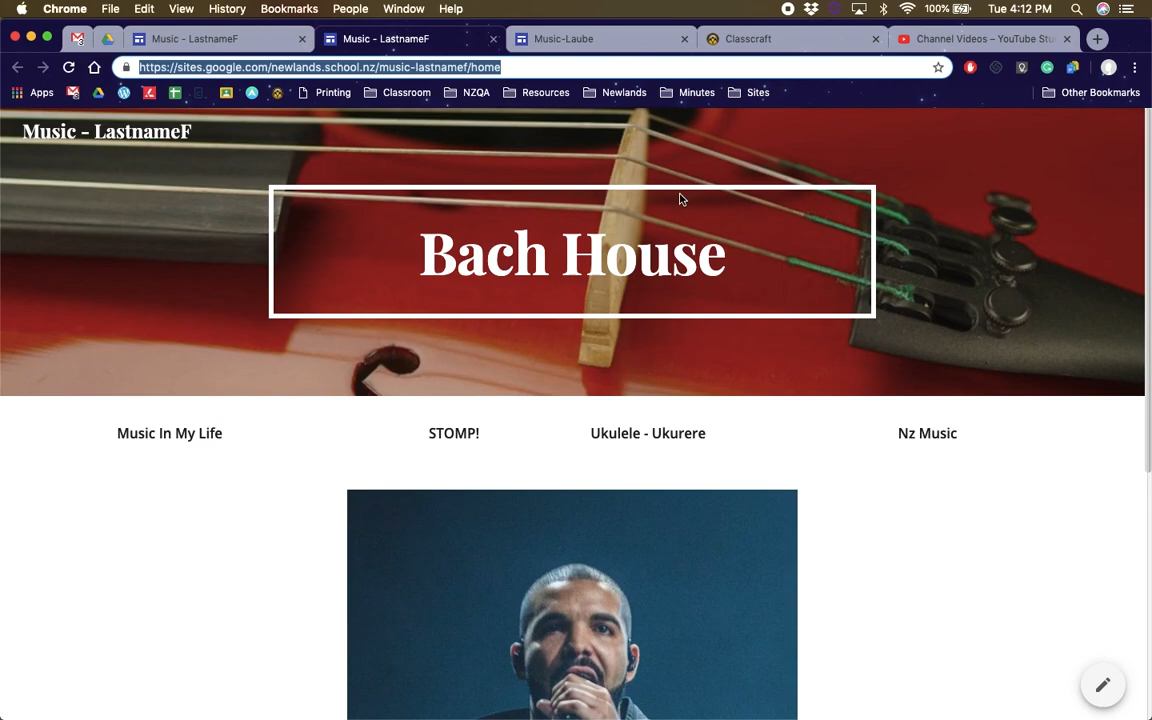 Chrome File Edit View History Bookmarks People Window Help 100% Tue 4:12 PM
Music - LastnameF Music - LastnameF Music-Laube Classcraft Channel Videos – YouTube Stu
https://sites.google.com/newlands.school.nz/music-lastnamef/home
Apps Printing Classroom NZQA Resources Newlands Minutes Sites Other Bookmarks
Music - LastnameF
Bach House
Music In My Life STOMP! Ukulele - Ukurere Nz Music